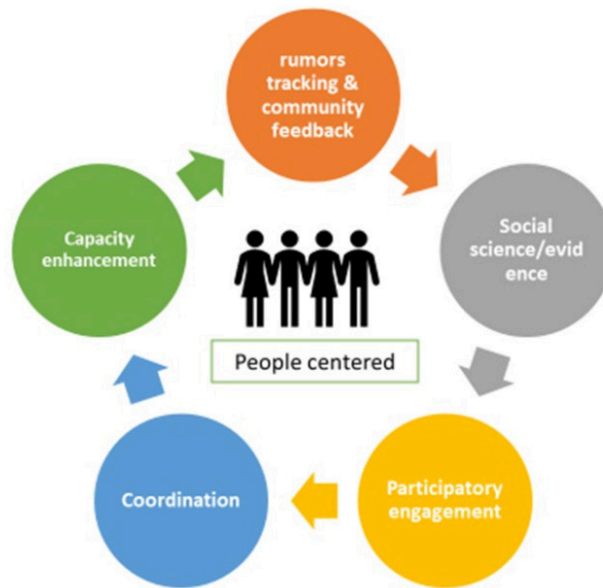 rumors
tracking &
community
feedback
Social
science/evid
ence
Participatory
engagement
Coordination
Capacity
enhancement
People centered